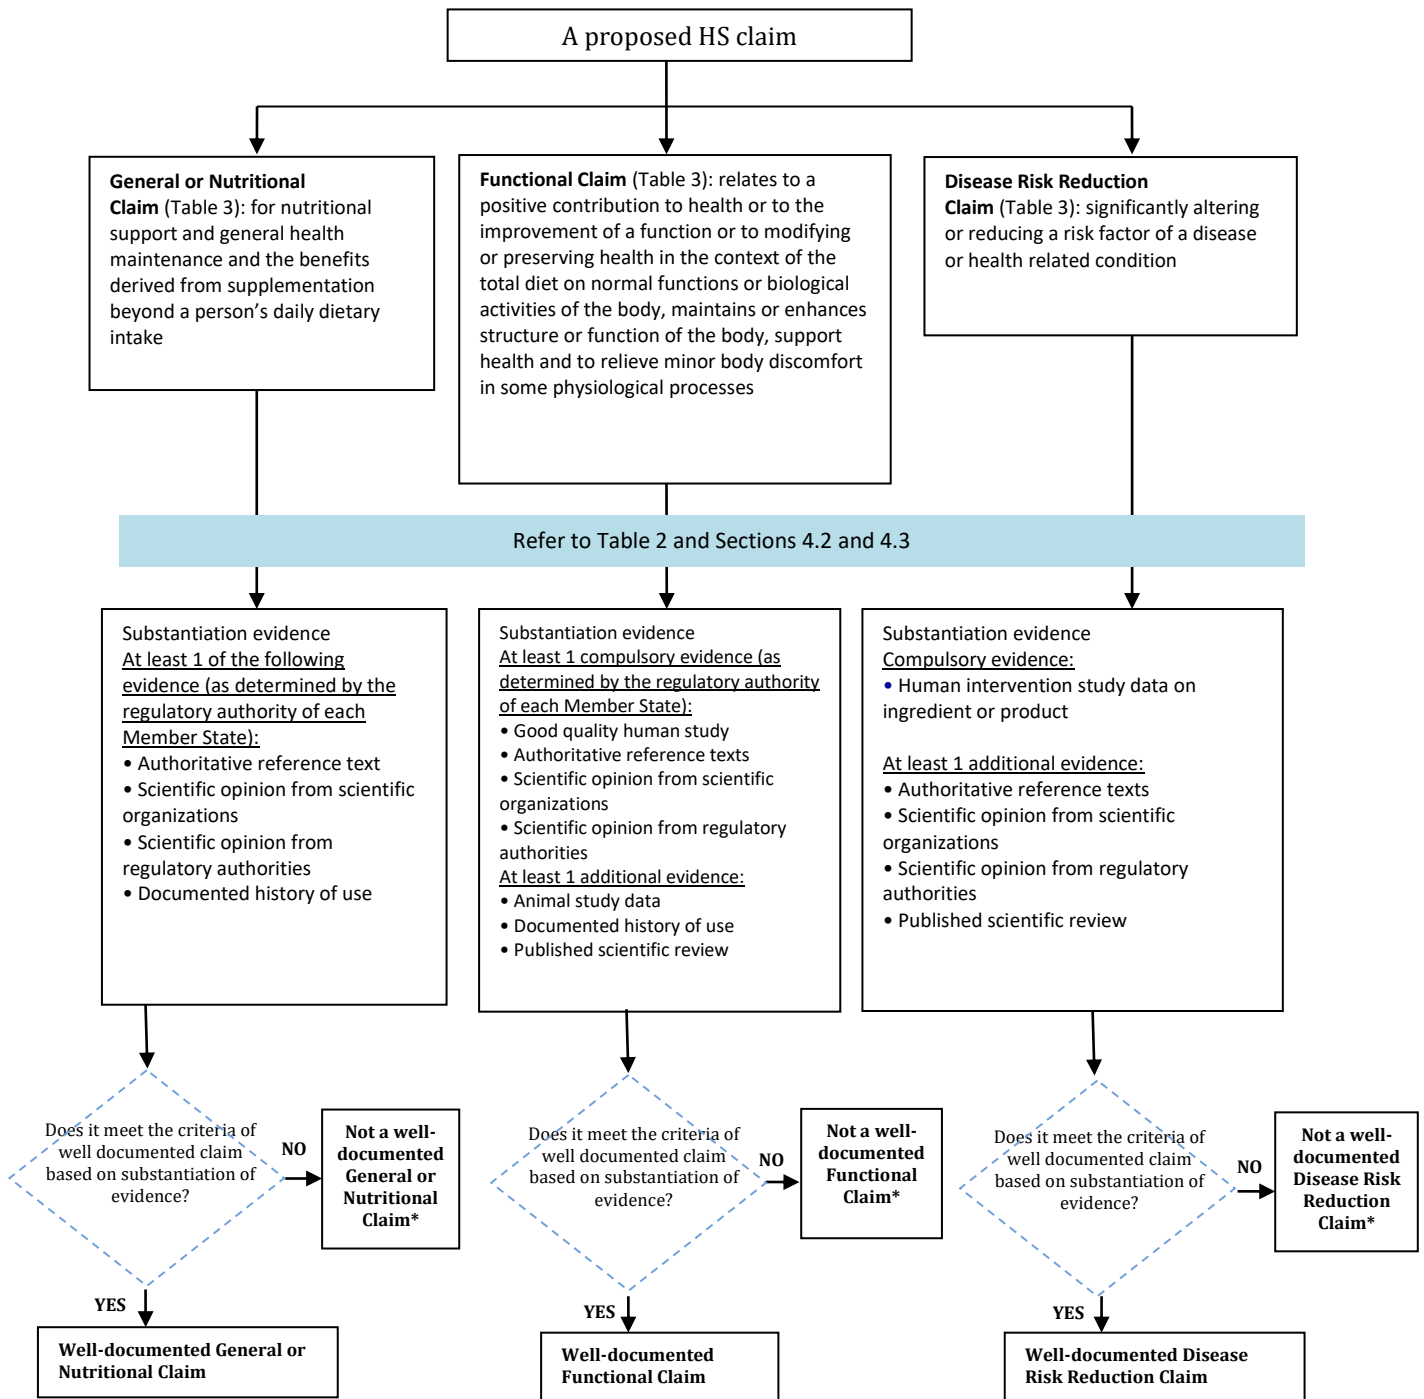 A proposed HS claim
General or Nutritional
Claim (Table 3): for nutritional
support and general health
maintenance and the benefits
derived from supplementation
beyond a person’s daily dietary
intake
Functional Claim (Table 3): relates to a
positive contribution to health or to the
improvement of a function or to modifying
or preserving health in the context of the
total diet on normal functions or biological
activities of the body, maintains or enhances
structure or function of the body, support
health and to relieve minor body discomfort
in some physiological processes
Disease Risk Reduction
Claim (Table 3): significantly altering
or reducing a risk factor of a disease
or health related condition
Refer to Table 2 and Sections 4.2 and 4.3
Substantiation evidence
At least 1 of the following
evidence (as determined by the
regulatory authority of each
Member State):
• Authoritative reference text
• Scientific opinion from scientific
organizations
• Scientific opinion from
regulatory authorities
• Documented history of use
Substantiation evidence
At least 1 compulsory evidence (as
determined by the regulatory authority
of each Member State):
• Good quality human study
• Authoritative reference texts
• Scientific opinion from scientific
organizations
• Scientific opinion from regulatory
authorities
At least 1 additional evidence:
• Animal study data
• Documented history of use
• Published scientific review
Substantiation evidence
Compulsory evidence:
• Human intervention study data on
ingredient or product
At least 1 additional evidence:
• Authoritative reference texts
• Scientific opinion from scientific
organizations
• Scientific opinion from regulatory
authorities
• Published scientific review
Does it meet the criteria of
well documented claim
based on substantiation of
evidence?
NO
Not a well-
documented
General or
Nutritional
Claim*
YES
Well-documented General or
Nutritional Claim
Does it meet the criteria of
well documented claim
based on substantiation of
evidence?
NO
Not a well-
documented
Functional
Claim*
YES
Well-documented
Functional Claim
Does it meet the criteria of
well documented claim
based on substantiation of
evidence?
NO
Not a well-
documented
Disease Risk
Reduction
Claim*
YES
Well-documented Disease
Risk Reduction Claim